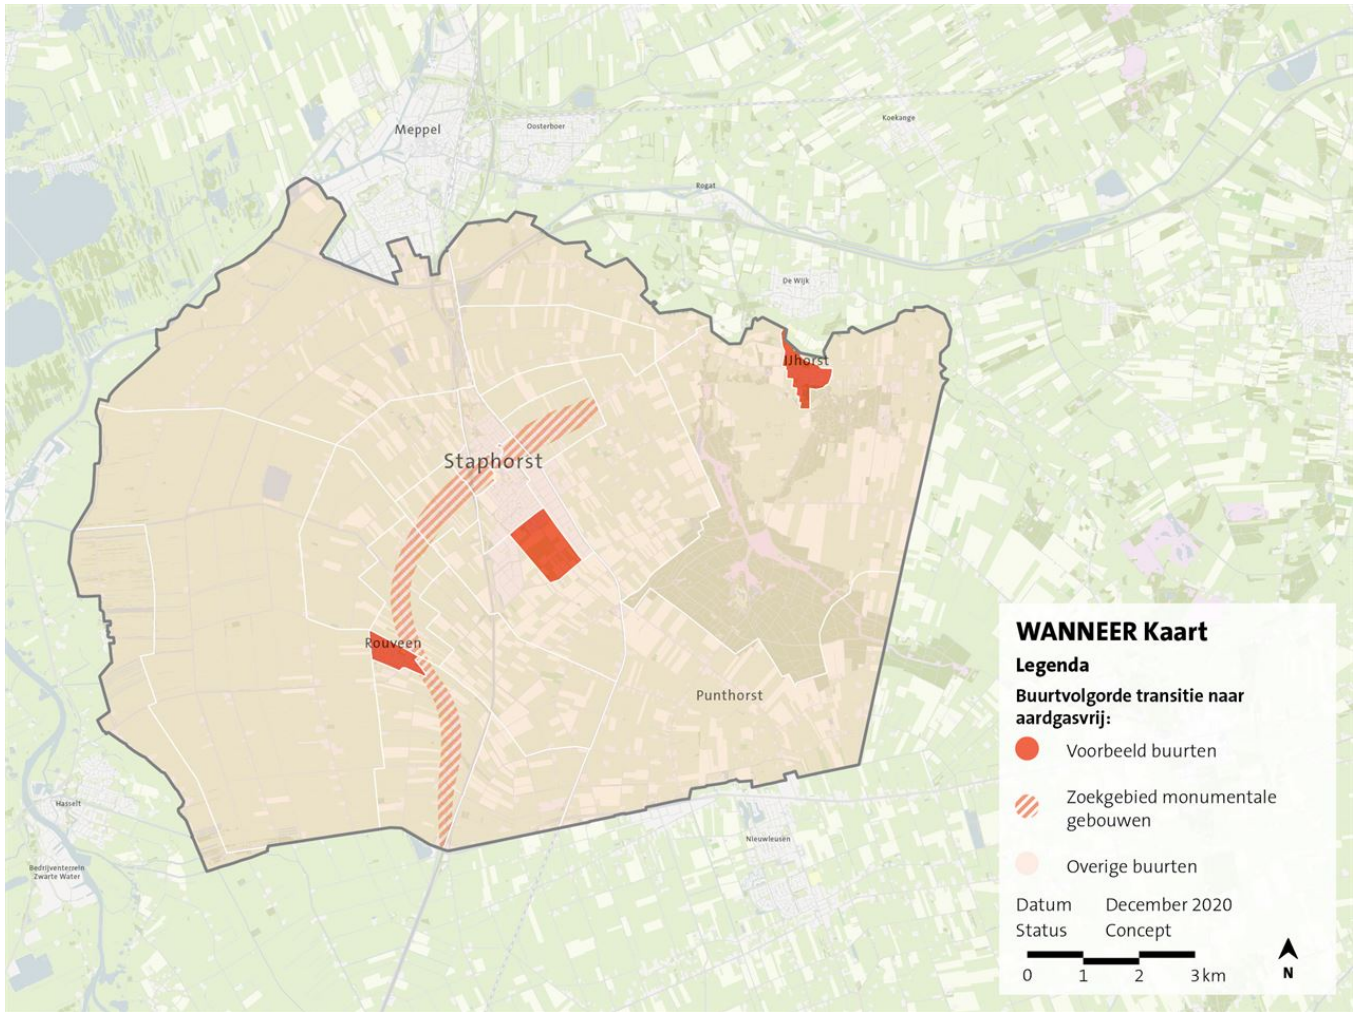 Meppel
Oosterboer
Koekange
Rogat
De Wijk
IJhorst
Staphorst
Rouveen
Punthorst
Hasselt
Bedrijventerrein
Zwarte Water
Nieuwleusen
WANNEER Kaart
Legenda
Buurtvolgorde transitie naar
aardgasvrij:
Voorbeeld buurten
Zoekgebied monumentale
gebouwen
Overige buurten
Datum December 2020
Status Concept
0 1 2 3 km
N